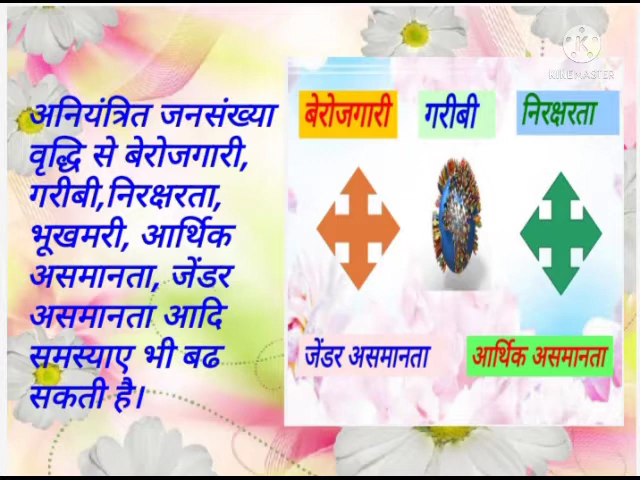 अनियंत्रित जनसंख्या
वृद्धि से बेरोजगारी,
गरीबी,निरक्षरता,
भूखमरी, आर्थिक
असमानता, जेंडर
असमानता आदि
समस्याए भी बढ
सकती है।
बेरोजगारी गरीबी निरक्षरता
जेंडर असमानता आर्थिक असमानता
KINEMASTER